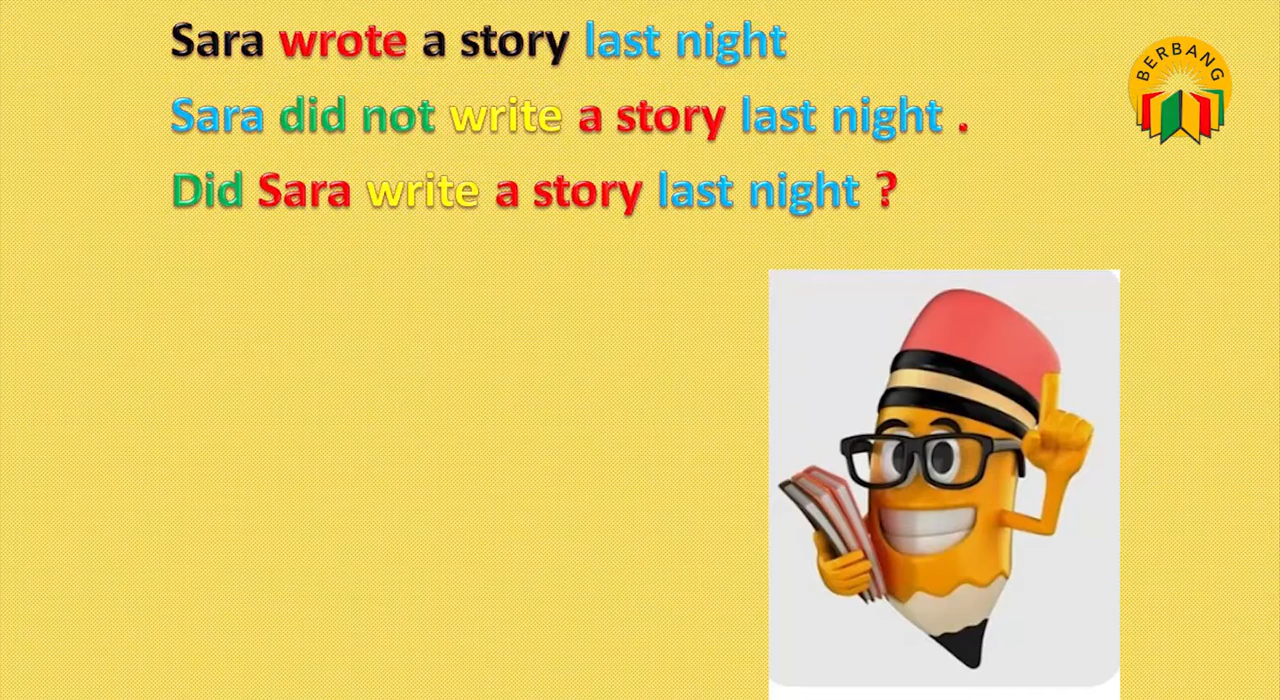 Sara wrote a story last night
Sara did not write a story last night .
Did Sara write a story last night ?
BERBANG